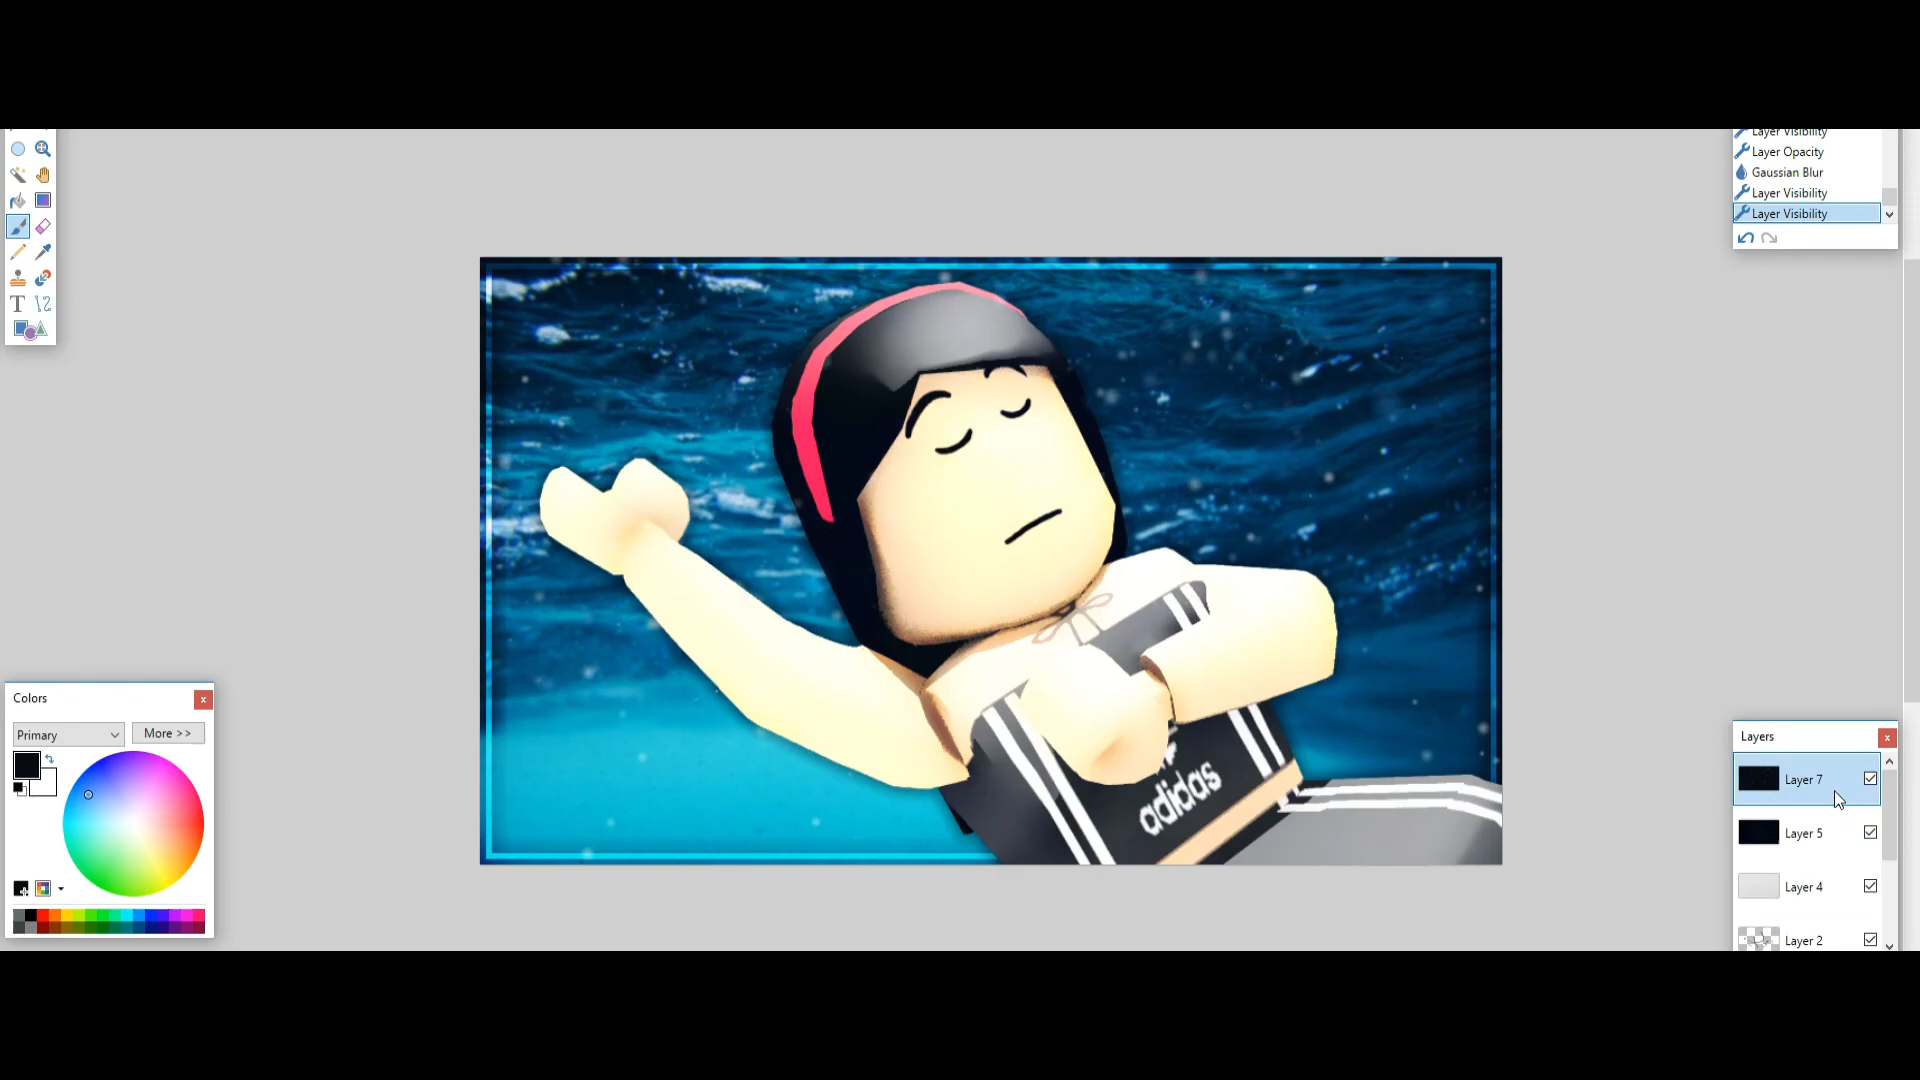 Layer Visibility
Layer Opacity
Gaussian Blur
Layer Visibility
Layer Visibility
T
adidas
Colors
x
Primary
More >>
Layers
x
Layer 7
Layer 5
Layer 4
Layer 2